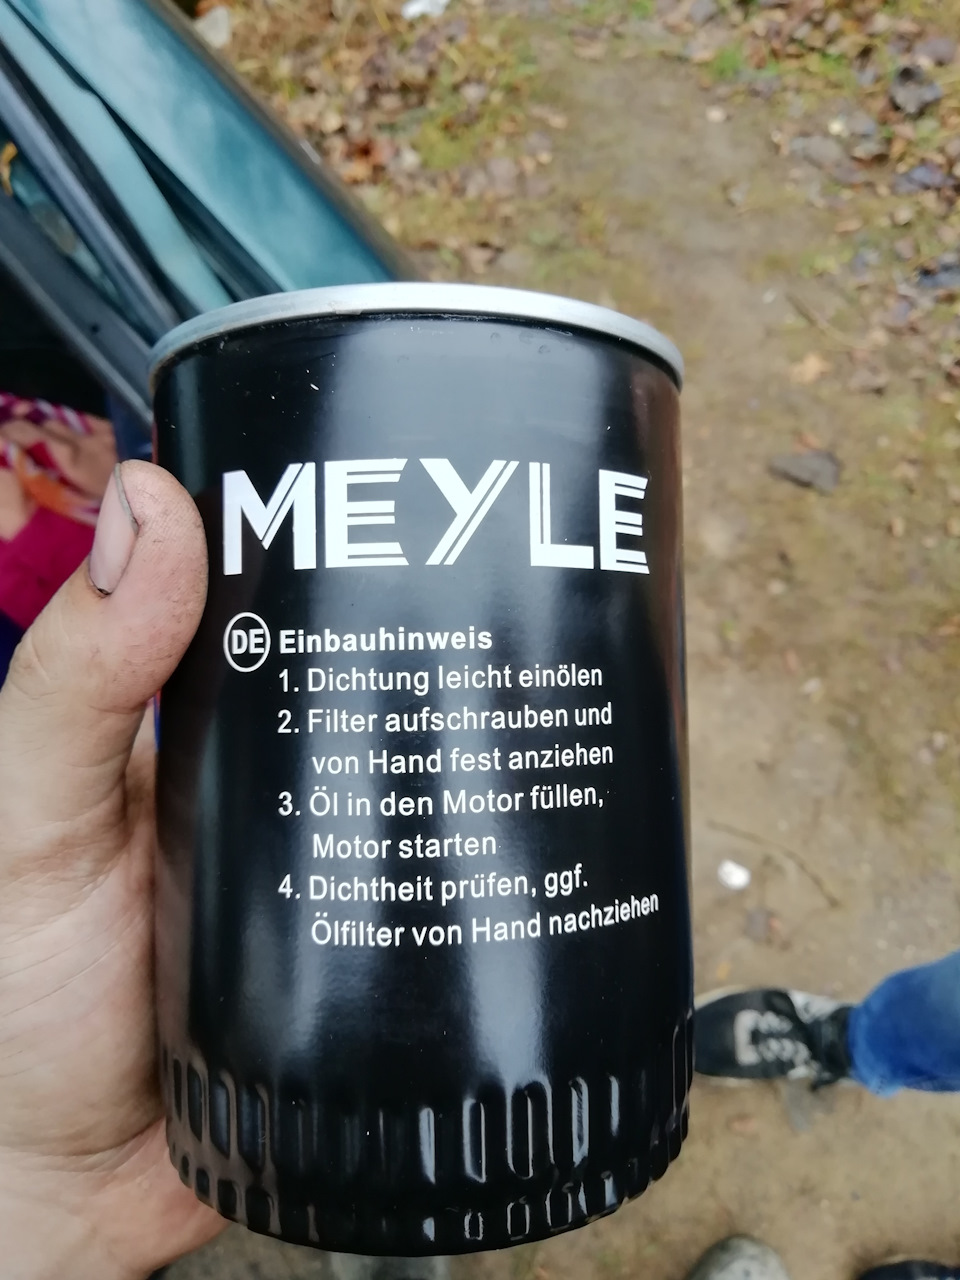 MEYLE
DE Einbauhinweis
1. Dichtung leicht einölen
2. Filter aufschrauben und
von Hand fest anziehen
3. Öl in den Motor füllen,
Motor starten
4. Dichtheit prüfen, ggf.
Ölfilter von Hand nachziehen